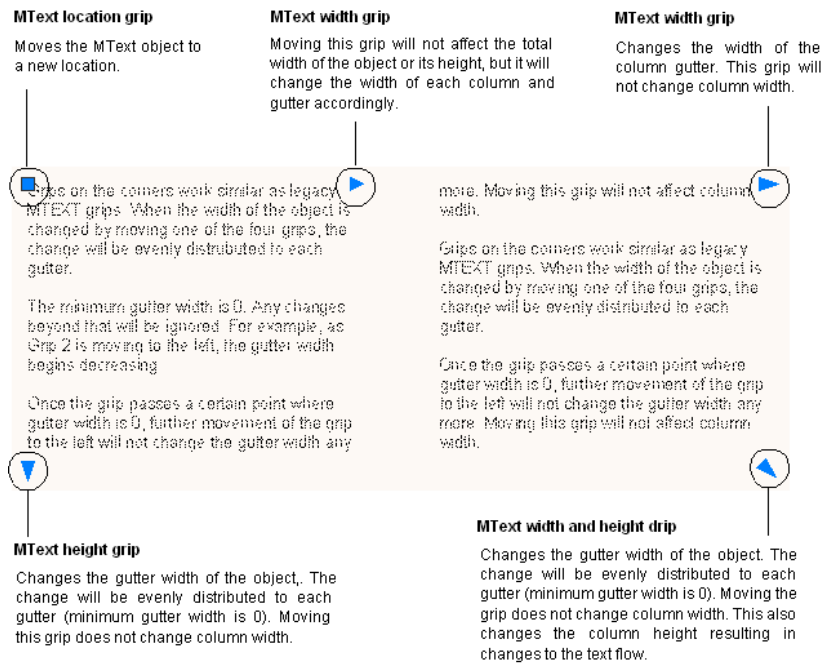 MText location grip
Moves the MText object to
a new location.
MText width grip
Moving this grip will not affect the total
width of the object or its height, but it will
change the width of each column and
gutter accordingly.
MText width grip
Changes the width of the
column gutter. This grip will
not change column width.
Grips on the corners work similar as legacy
MTEXT grips. When the width of the object is
changed by moving one of the four grips, the
change will be evenly distrubuted to each
gutter.
The minimum gutter width is 0. Any changes
beyond that will be ignored. For example, as
Grip 2 is moving to the left, the gutter width
begins decreasing
Once the grip passes a certain point where
gutter width is 0, further movement of the grip
to the left will not change the gutter width any
more. Moving this grip will not affect column
width.
Grips on the corners work similar as legacy
MTEXT grips. When the width of the object is
changed by moving one of the four grips, the
change will be evenly distributed to each
gutter.
Once the grip passes a certain point where
gutter width is 0, further movement of the grip
to the left will not change the gutter width any
more. Moving this grip will not affect column
width.
MText height grip
Changes the gutter width of the object,. The
change will be evenly distributed to each
gutter (minimum gutter width is 0). Moving
this grip does not change column width.
MText width and height drip
Changes the gutter width of the object. The
change will be evenly distributed to each
gutter (minimum gutter width is 0). Moving the
grip does not change column width. This also
changes the column height resulting in
changes to the text flow.